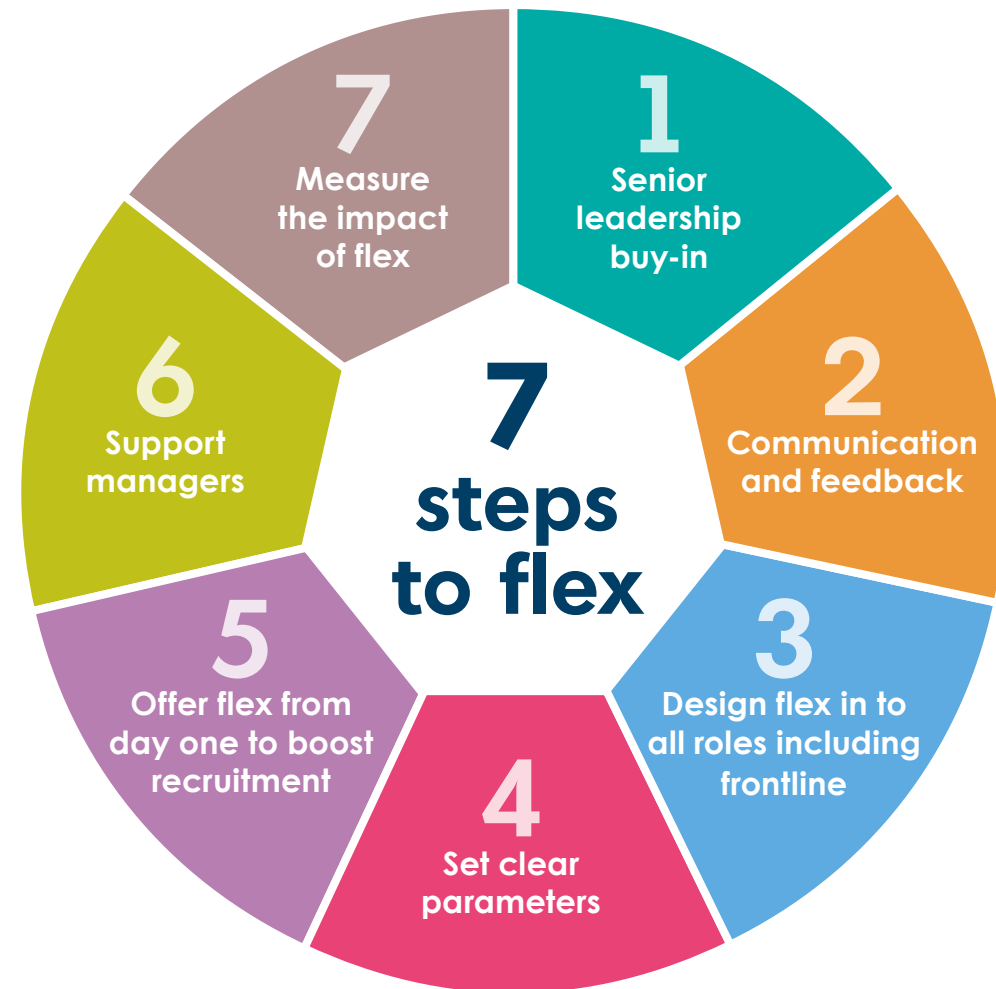 7
steps
to flex
1
Senior
leadership
buy-in
2
Communication
and feedback
3
Design flex in to
all roles including
frontline
4
Set clear
parameters
5
Offer flex from
day one to boost
recruitment
6
Support
managers
7
Measure
the impact
of flex